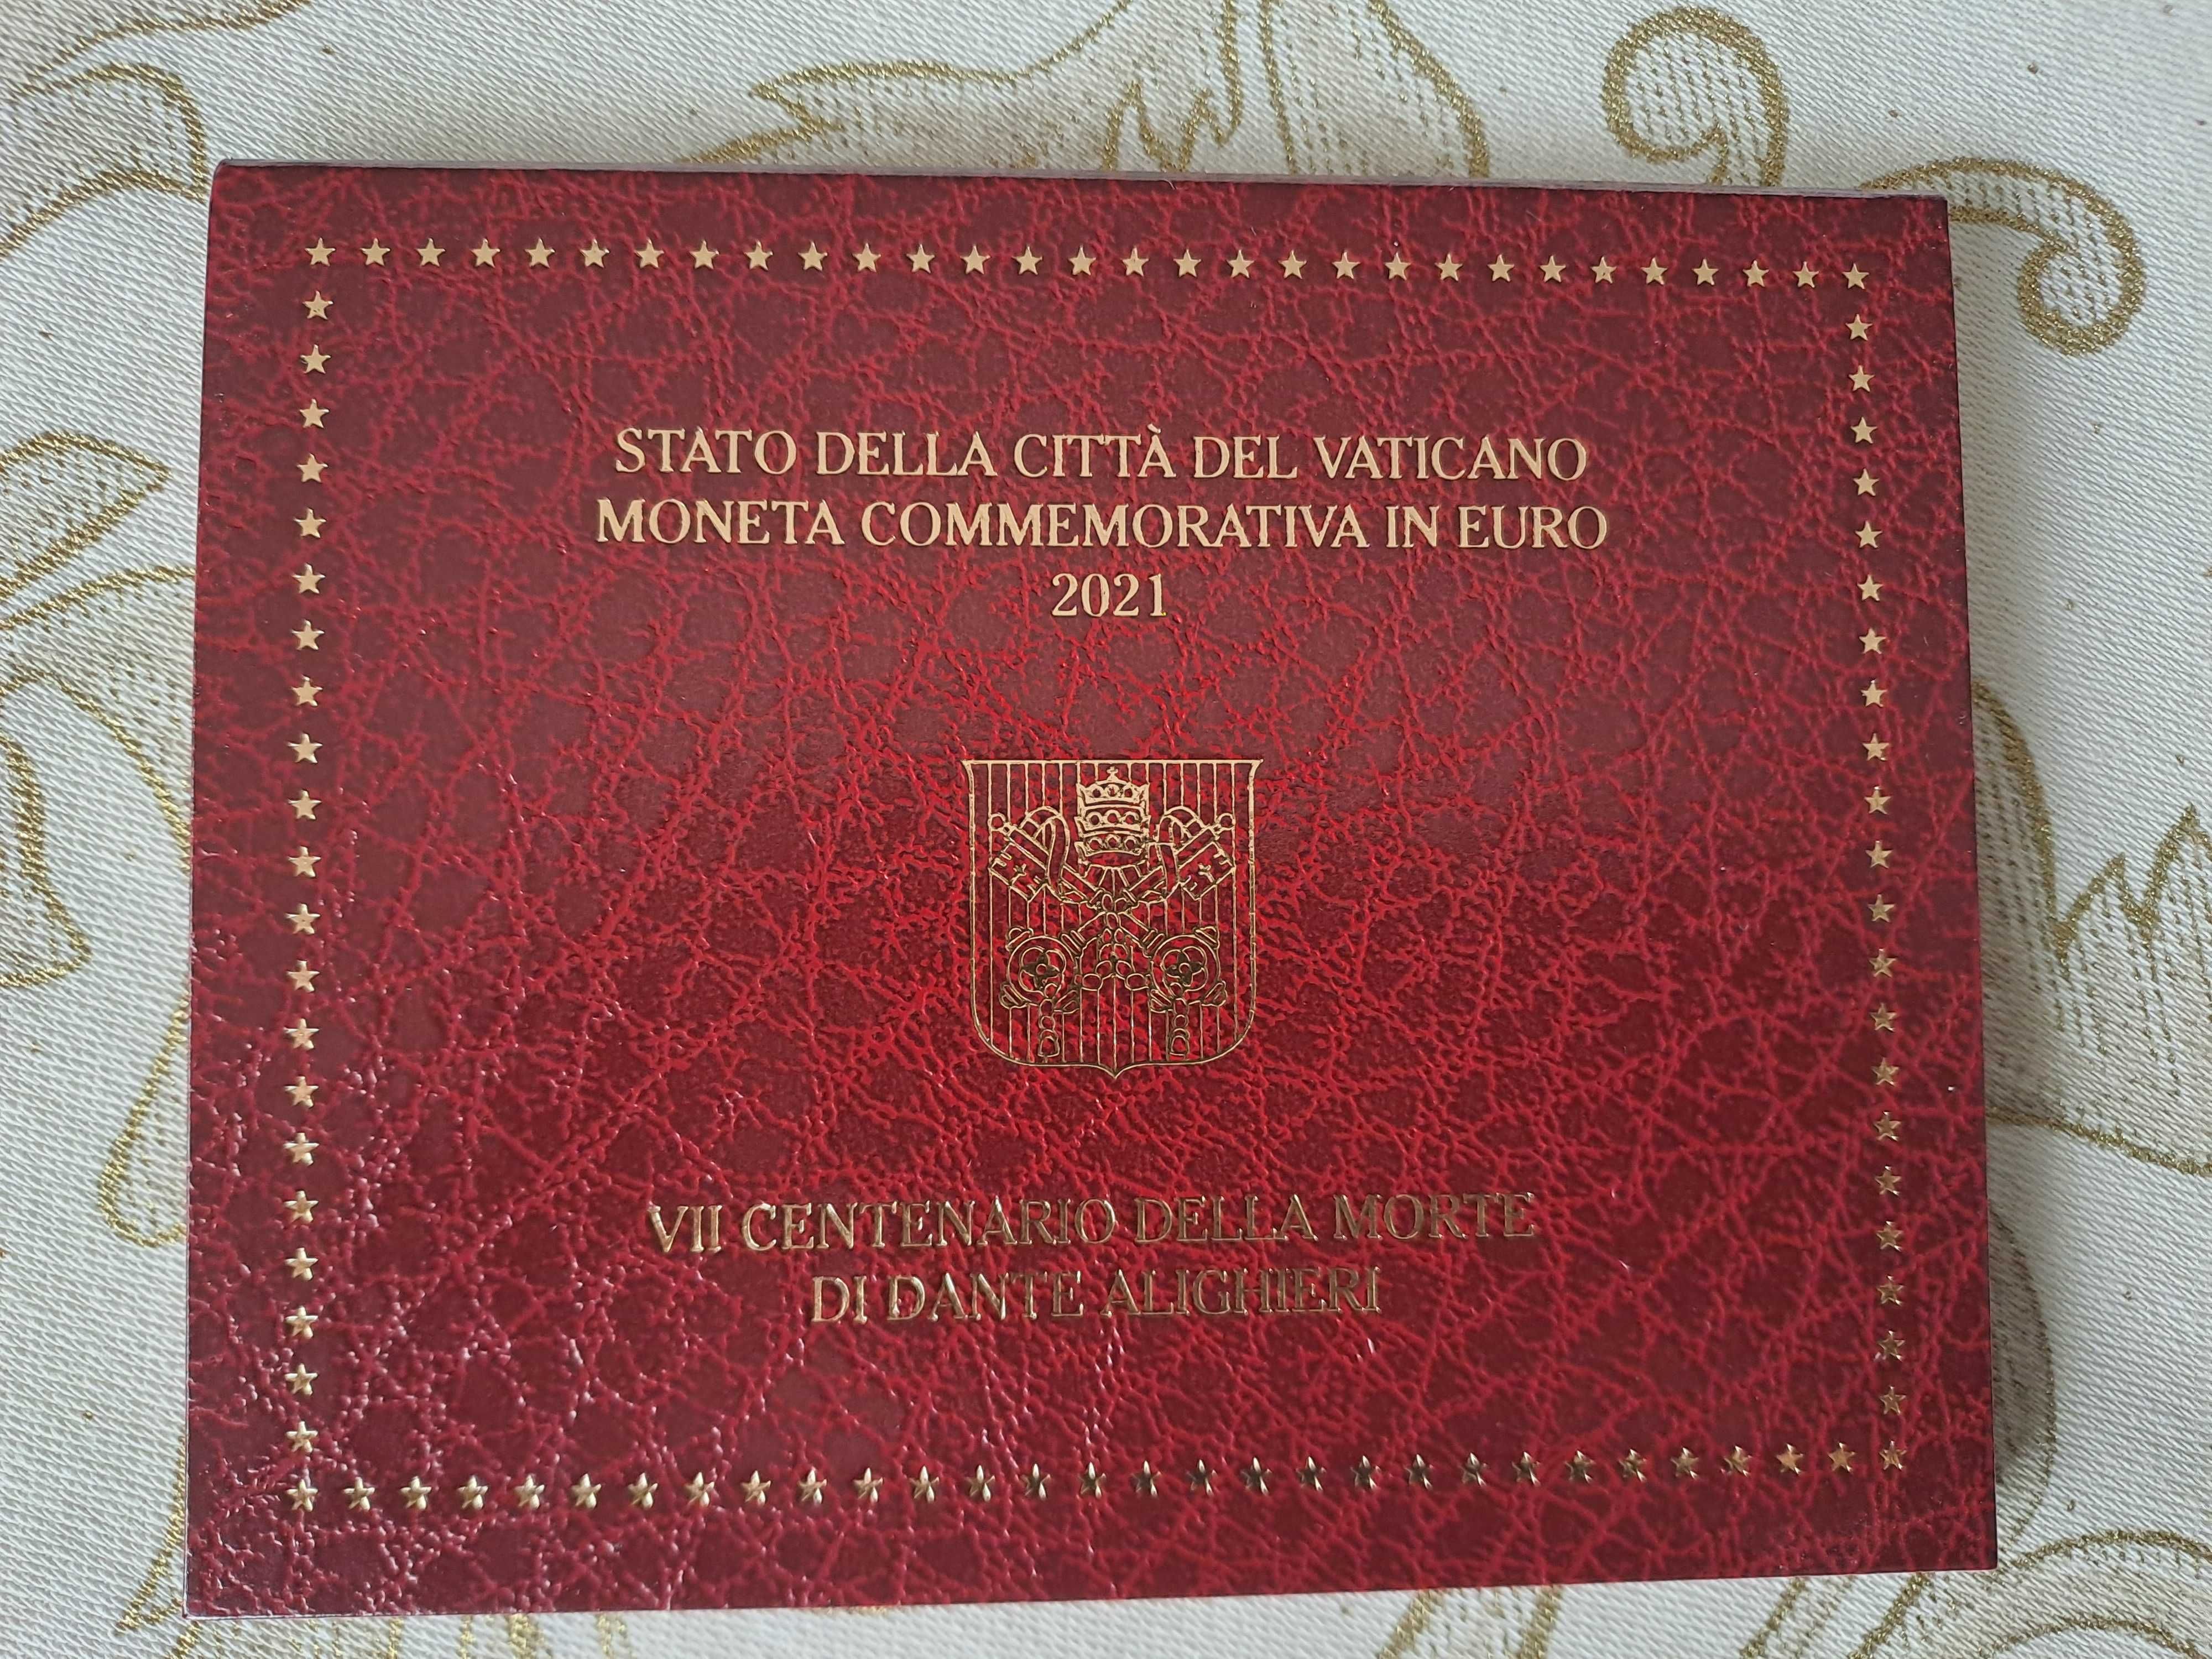 STATO DELLA CITTÀ DEL VATICANO
MONETA COMMEMORATIVA IN EURO
2021
VII CENTENARIO DELLA MORTE
DI DANTE ALIGHIERI